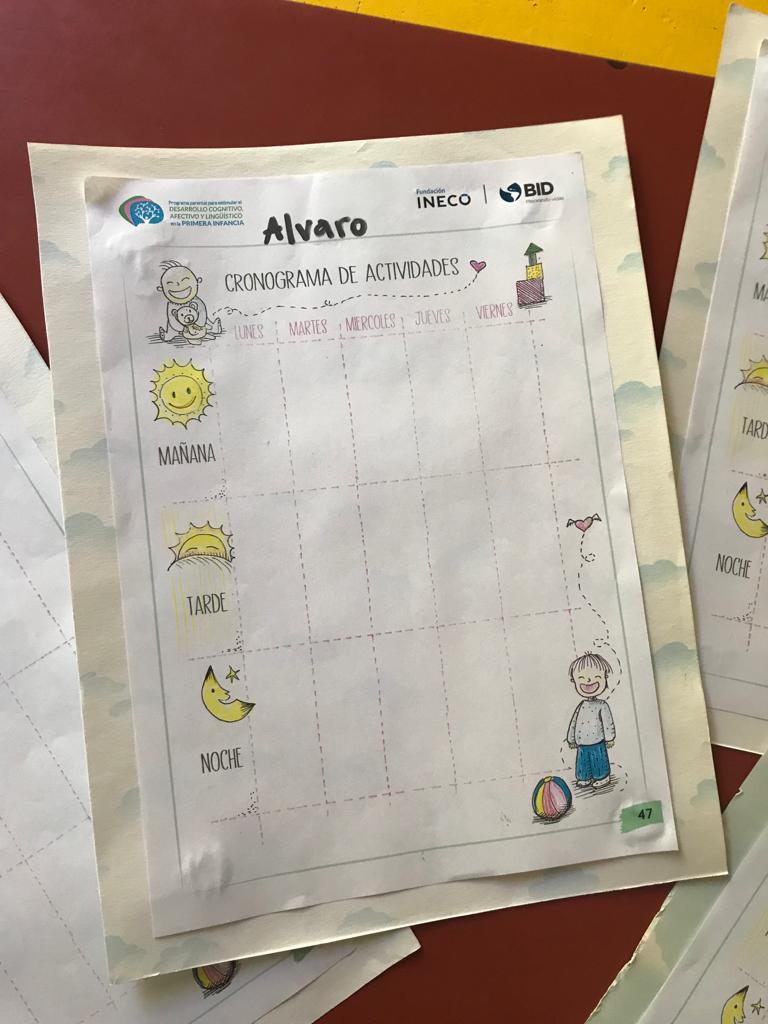 Programa parental para estimular el
DESARROLLO COGNITIVO,
AFECTIVO Y LINGÜÍSTICO
en la PRIMERA INFANCIA
Fundación
INECO
BID
Alvaro
CRONOGRAMA DE ACTIVIDADES
LUNES MARTES MIERCOLES JUEVES VIERNES
MAÑANA
TARDE
NOCHE
47
TARD
NOCHE